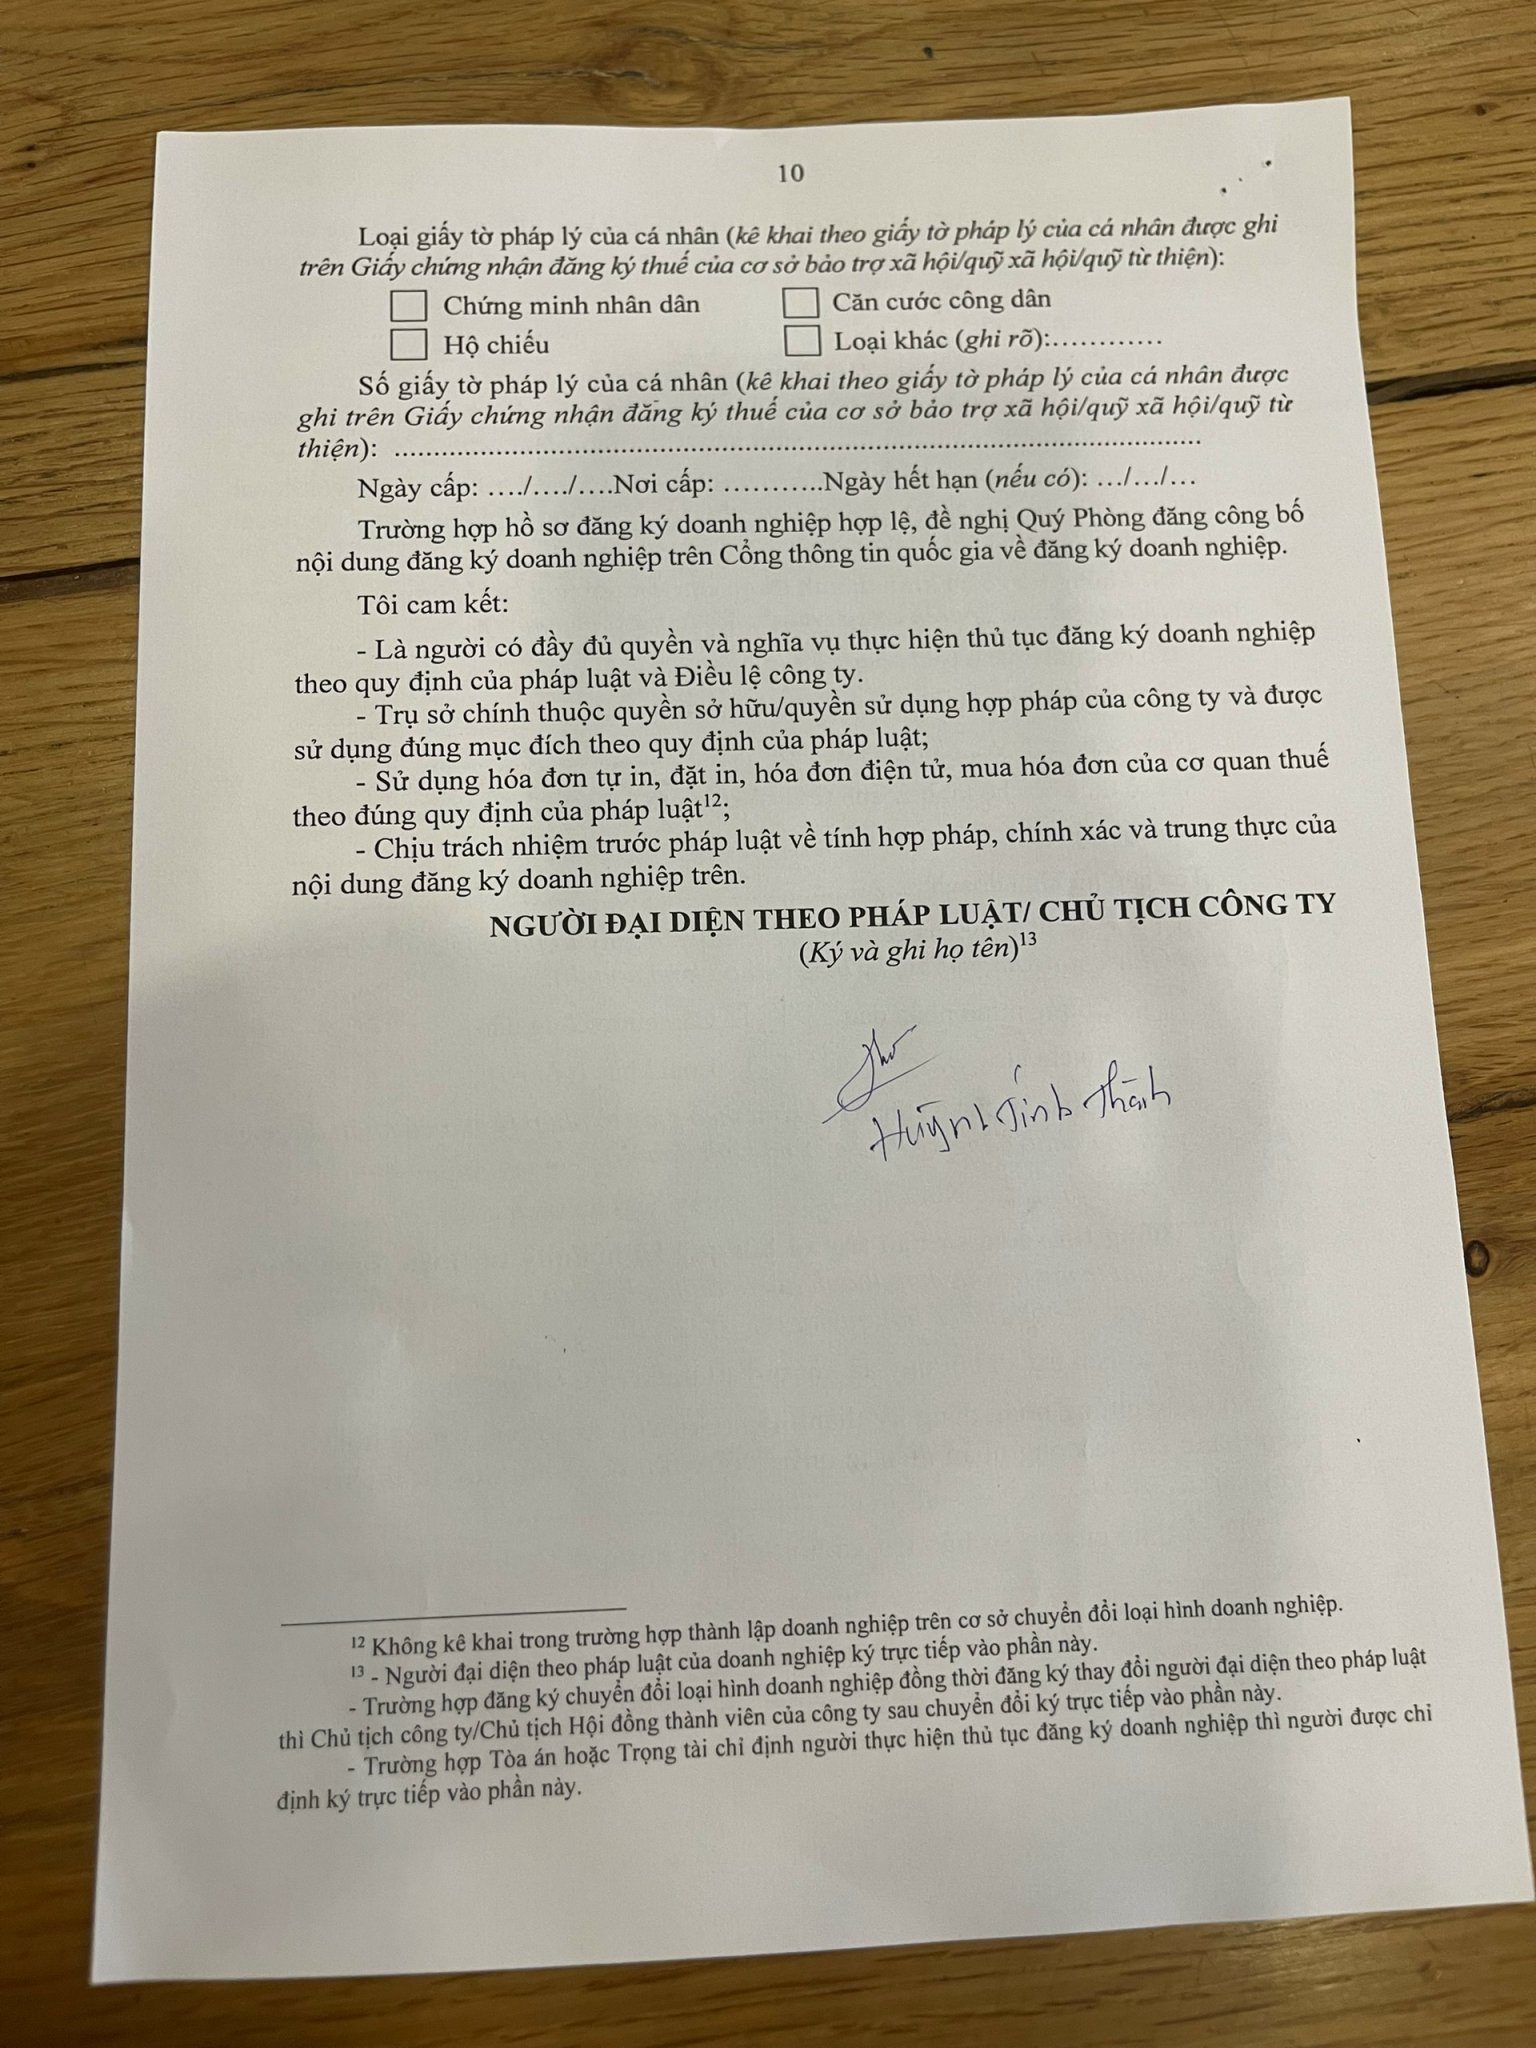 10
Loại giấy tờ pháp lý của cá nhân (kê khai theo giấy tờ pháp lý của cá nhân được ghi
trên Giấy chứng nhận đăng ký thuế của cơ sở bảo trợ xã hội/quỹ xã hội/quỹ từ thiện):
Chứng minh nhân dân Căn cước công dân
Hộ chiếu Loại khác (ghi rõ):............
Số giấy tờ pháp lý của cá nhân (kê khai theo giấy tờ pháp lý của cá nhân được
ghi trên Giấy chứng nhận đăng ký thuế của cơ sở bảo trợ xã hội/quỹ xã hội/quỹ từ
thiện): ....................................................................................................
Ngày cấp: …./…./….Nơi cấp: ………..Ngày hết hạn (nếu có): …/…/…
Trường hợp hồ sơ đăng ký doanh nghiệp hợp lệ, đề nghị Quý Phòng đăng công bố
nội dung đăng ký doanh nghiệp trên Cổng thông tin quốc gia về đăng ký doanh nghiệp.
Tôi cam kết:
- Là người có đầy đủ quyền và nghĩa vụ thực hiện thủ tục đăng ký doanh nghiệp
theo quy định của pháp luật và Điều lệ công ty.
- Trụ sở chính thuộc quyền sở hữu/quyền sử dụng hợp pháp của công ty và được
sử dụng đúng mục đích theo quy định của pháp luật;
- Sử dụng hóa đơn tự in, đặt in, hóa đơn điện tử, mua hóa đơn của cơ quan thuế
theo đúng quy định của pháp luật¹²;
- Chịu trách nhiệm trước pháp luật về tính hợp pháp, chính xác và trung thực của
nội dung đăng ký doanh nghiệp trên.
NGƯỜI ĐẠI DIỆN THEO PHÁP LUẬT/ CHỦ TỊCH CÔNG TY
(Ký và ghi họ tên)¹³
Huỳnh Tính Thành
¹² Không kê khai trong trường hợp thành lập doanh nghiệp trên cơ sở chuyển đổi loại hình doanh nghiệp.
¹³ - Người đại diện theo pháp luật của doanh nghiệp ký trực tiếp vào phần này.
- Trường hợp đăng ký chuyển đổi loại hình doanh nghiệp đồng thời đăng ký thay đổi người đại diện theo pháp luật
thì Chủ tịch công ty/Chủ tịch Hội đồng thành viên của công ty sau chuyển đổi ký trực tiếp vào phần này.
- Trường hợp Tòa án hoặc Trọng tài chỉ định người thực hiện thủ tục đăng ký doanh nghiệp thì người được chỉ
định ký trực tiếp vào phần này.